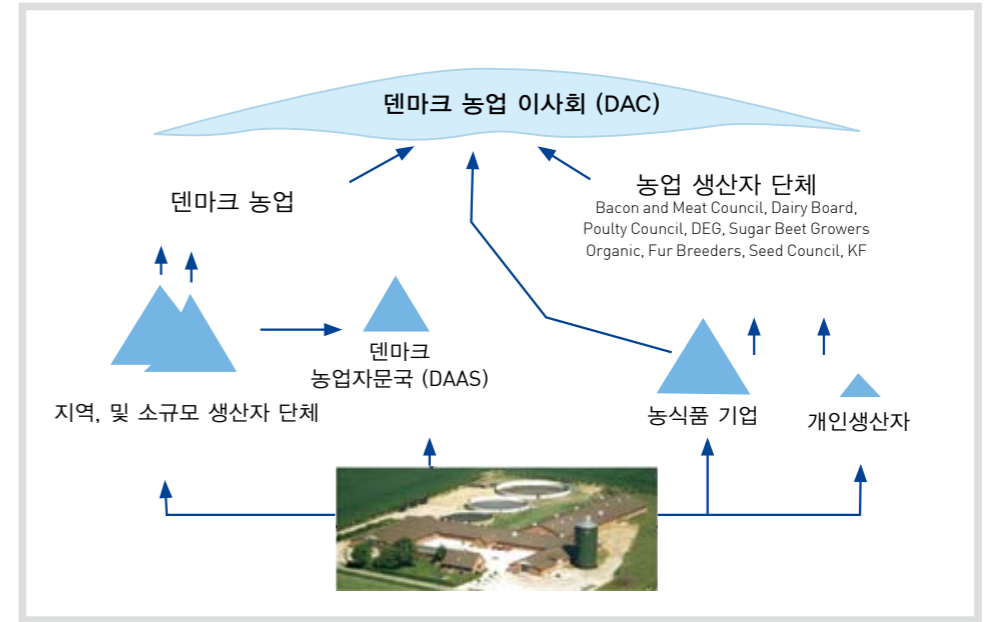 덴마크 농업 이사회 (DAC)
덴마크 농업
농업 생산자 단체
Bacon and Meat Council, Dairy Board,
Poulty Council, DEG, Sugar Beet Growers
Organic, Fur Breeders, Seed Council, KF
덴마크
농업자문국 (DAAS)
지역, 및 소규모 생산자 단체
농식품 기업
개인생산자